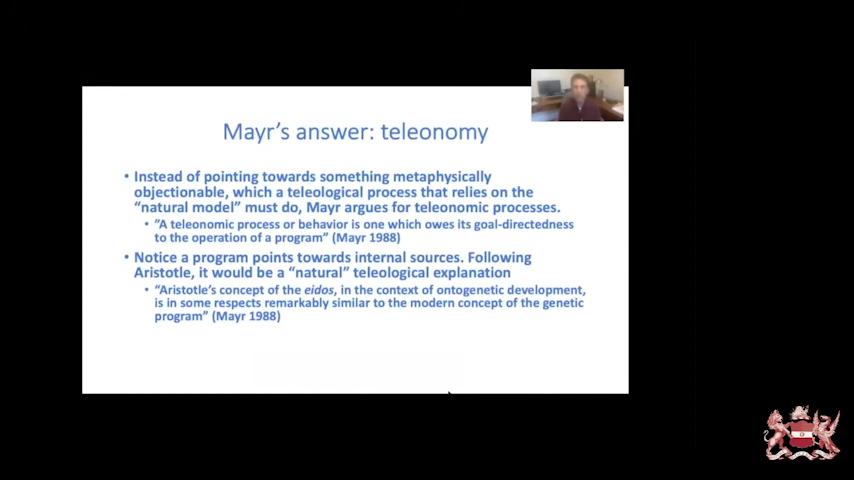 Mayr's answer: teleonomy
• Instead of pointing towards something metaphysically
objectionable, which a teleological process that relies on the
“natural model” must do, Mayr argues for teleonomic processes.
• “A teleonomic process or behavior is one which owes its goal-directedness
to the operation of a program” (Mayr 1988)
• Notice a program points towards internal sources. Following
Aristotle, it would be a “natural” teleological explanation
• “Aristotle's concept of the eidos, in the context of ontogenetic development,
is in some respects remarkably similar to the modern concept of the genetic
program” (Mayr 1988)